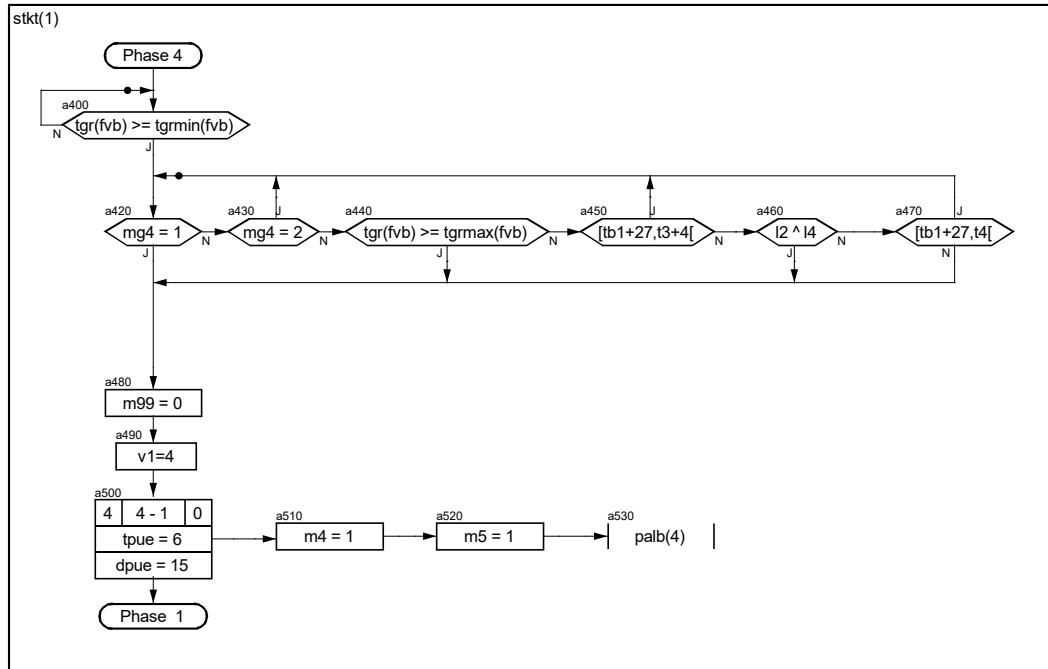 stkt(1)
Phase 4
a400
tgr(fvb) >= tgrmin(fvb)
N
J
a420
mg4 = 1
N
J
a430
mg4 = 2
J
N
a440
tgr(fvb) >= tgrmax(fvb)
N
J
a450
[tb1+27,t3+4[
J
N
a460
l2 ^ l4
N
J
a470
[tb1+27,t4[
J
N
a480
m99 = 0
a490
v1=4
a500
4 4 - 1 0
tpue = 6
dpue = 15
a510
m4 = 1
a520
m5 = 1
a530
palb(4)
Phase 1